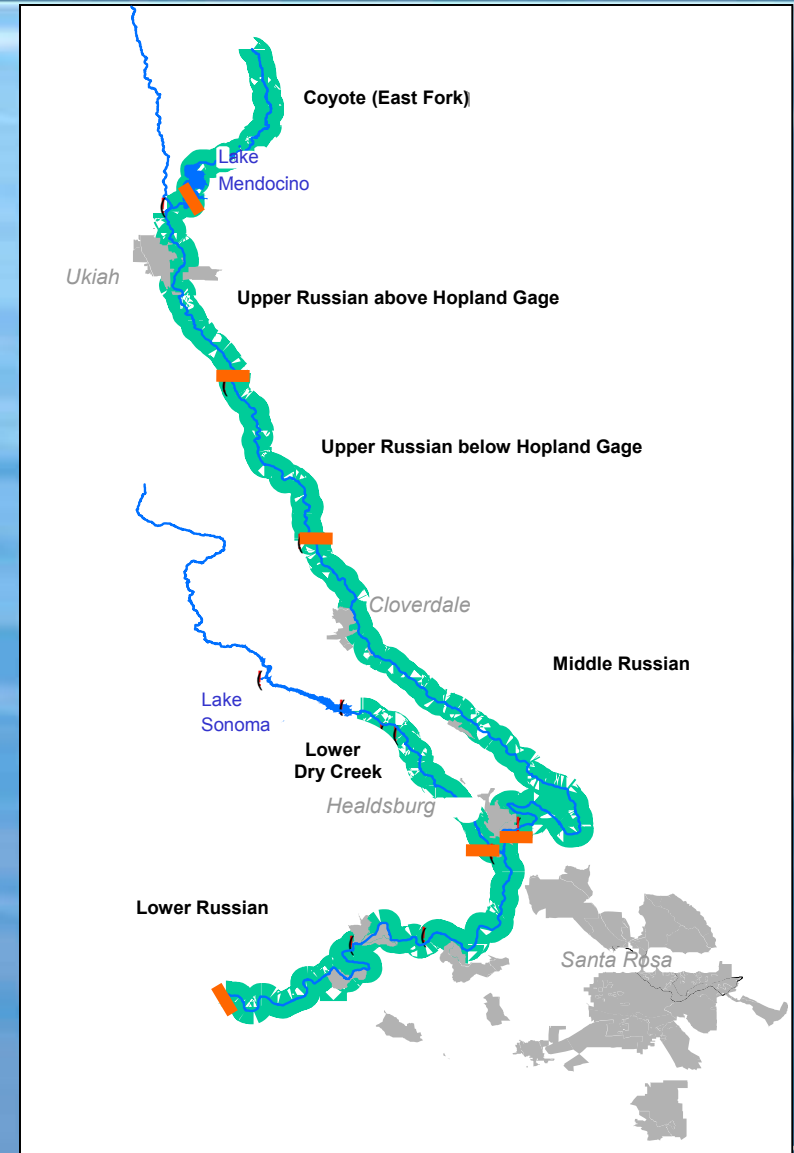 Coyote (East Fork)
Lake
Mendocino
Ukiah
Upper Russian above Hopland Gage
Upper Russian below Hopland Gage
Cloverdale
Middle Russian
Lake
Sonoma
Lower
Dry Creek
Healdsburg
Lower Russian
Santa Rosa